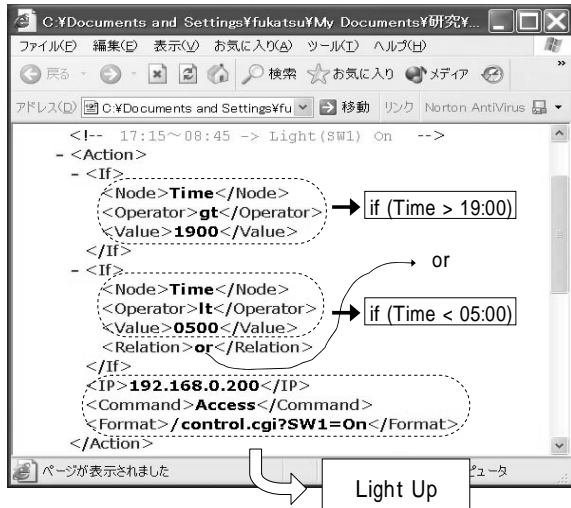 C:¥Documents and Settings¥fukatsu¥My Documents¥研究¥...
ファイル(F) 編集(E) 表示(V) お気に入り(A) ツール(T) ヘルプ(H)
戻る 検索 お気に入り メディア
アドレス(D) C:¥Documents and Settings¥fu 移動 リンク Norton AntiVirus
<!-- 17:15～08:45 -> Light(SW1) On -->
- <Action>
- <If>
<Node>Time</Node>
<Operator>gt</Operator>
<Value>1900</Value>
if (Time > 19:00)
</If>
or
- <If>
<Node>Time</Node>
<Operator>lt</Operator>
<Value>0500</Value>
if (Time < 05:00)
<Relation>or</Relation>
</If>
<IP>192.168.0.200</IP>
<Command>Access</Command>
<Format>/control.cgi?SW1=On</Format>
</Action>
ページが表示されました ピュータ
Light Up